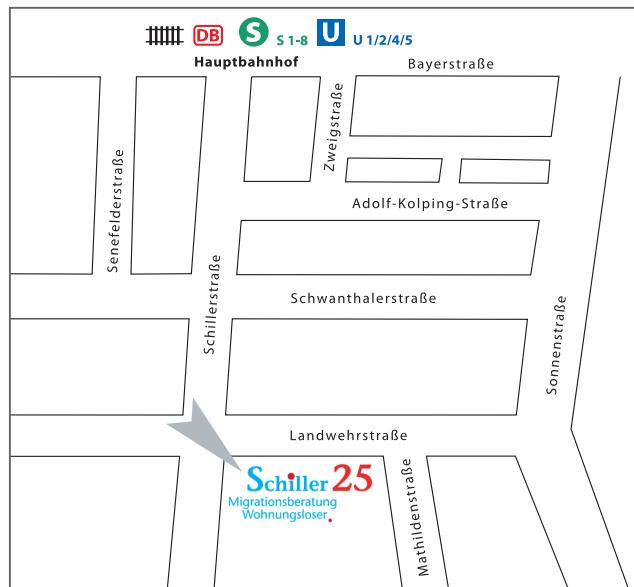 DB S S 1-8 U U 1/2/4/5
Hauptbahnhof
Bayerstraße
Zweigstraße
Adolf-Kolping-Straße
Senefelderstraße
Schillerstraße
Schwanthalerstraße
Sonnenstraße
Landwehrstraße
Schiller 25
Migrationsberatung
Wohnungsloser.
Mathildenstraße